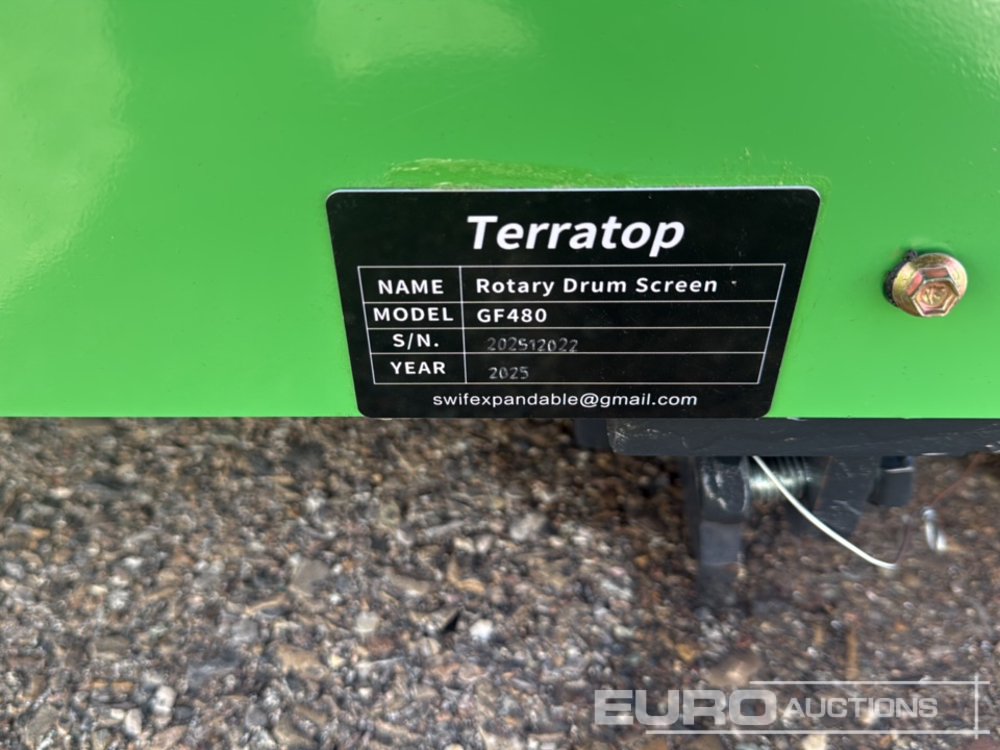 Terratop
NAME Rotary Drum Screen
MODEL GF480
S/N. 202512022
YEAR 2025
swifexpandable@gmail.com
EURO AUCTIONS